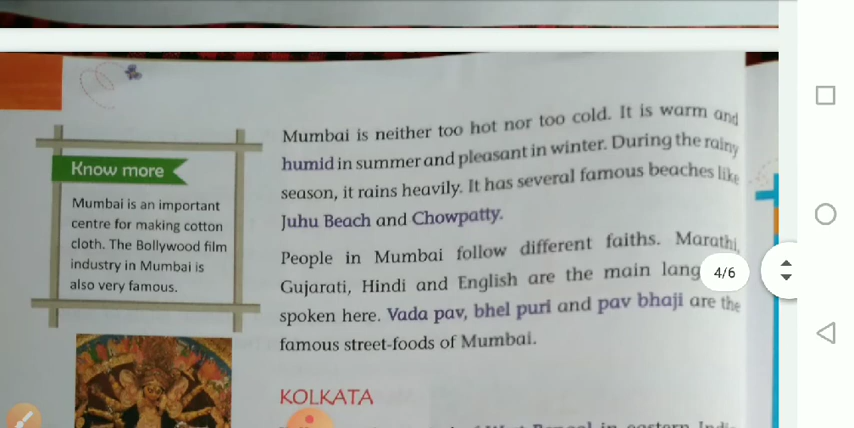 Know more
Mumbai is an important
centre for making cotton
cloth. The Bollywood film
industry in Mumbai is
also very famous.
Mumbai is neither too hot nor too cold. It is warm and
humid in summer and pleasant in winter. During the rainy
season, it rains heavily. It has several famous beaches like
Juhu Beach and Chowpatty.
People in Mumbai follow different faiths. Marathi,
Gujarati, Hindi and English are the main lang
spoken here. Vada pav, bhel puri and pav bhaji are the
famous street-foods of Mumbai.
4/6
KOLKATA